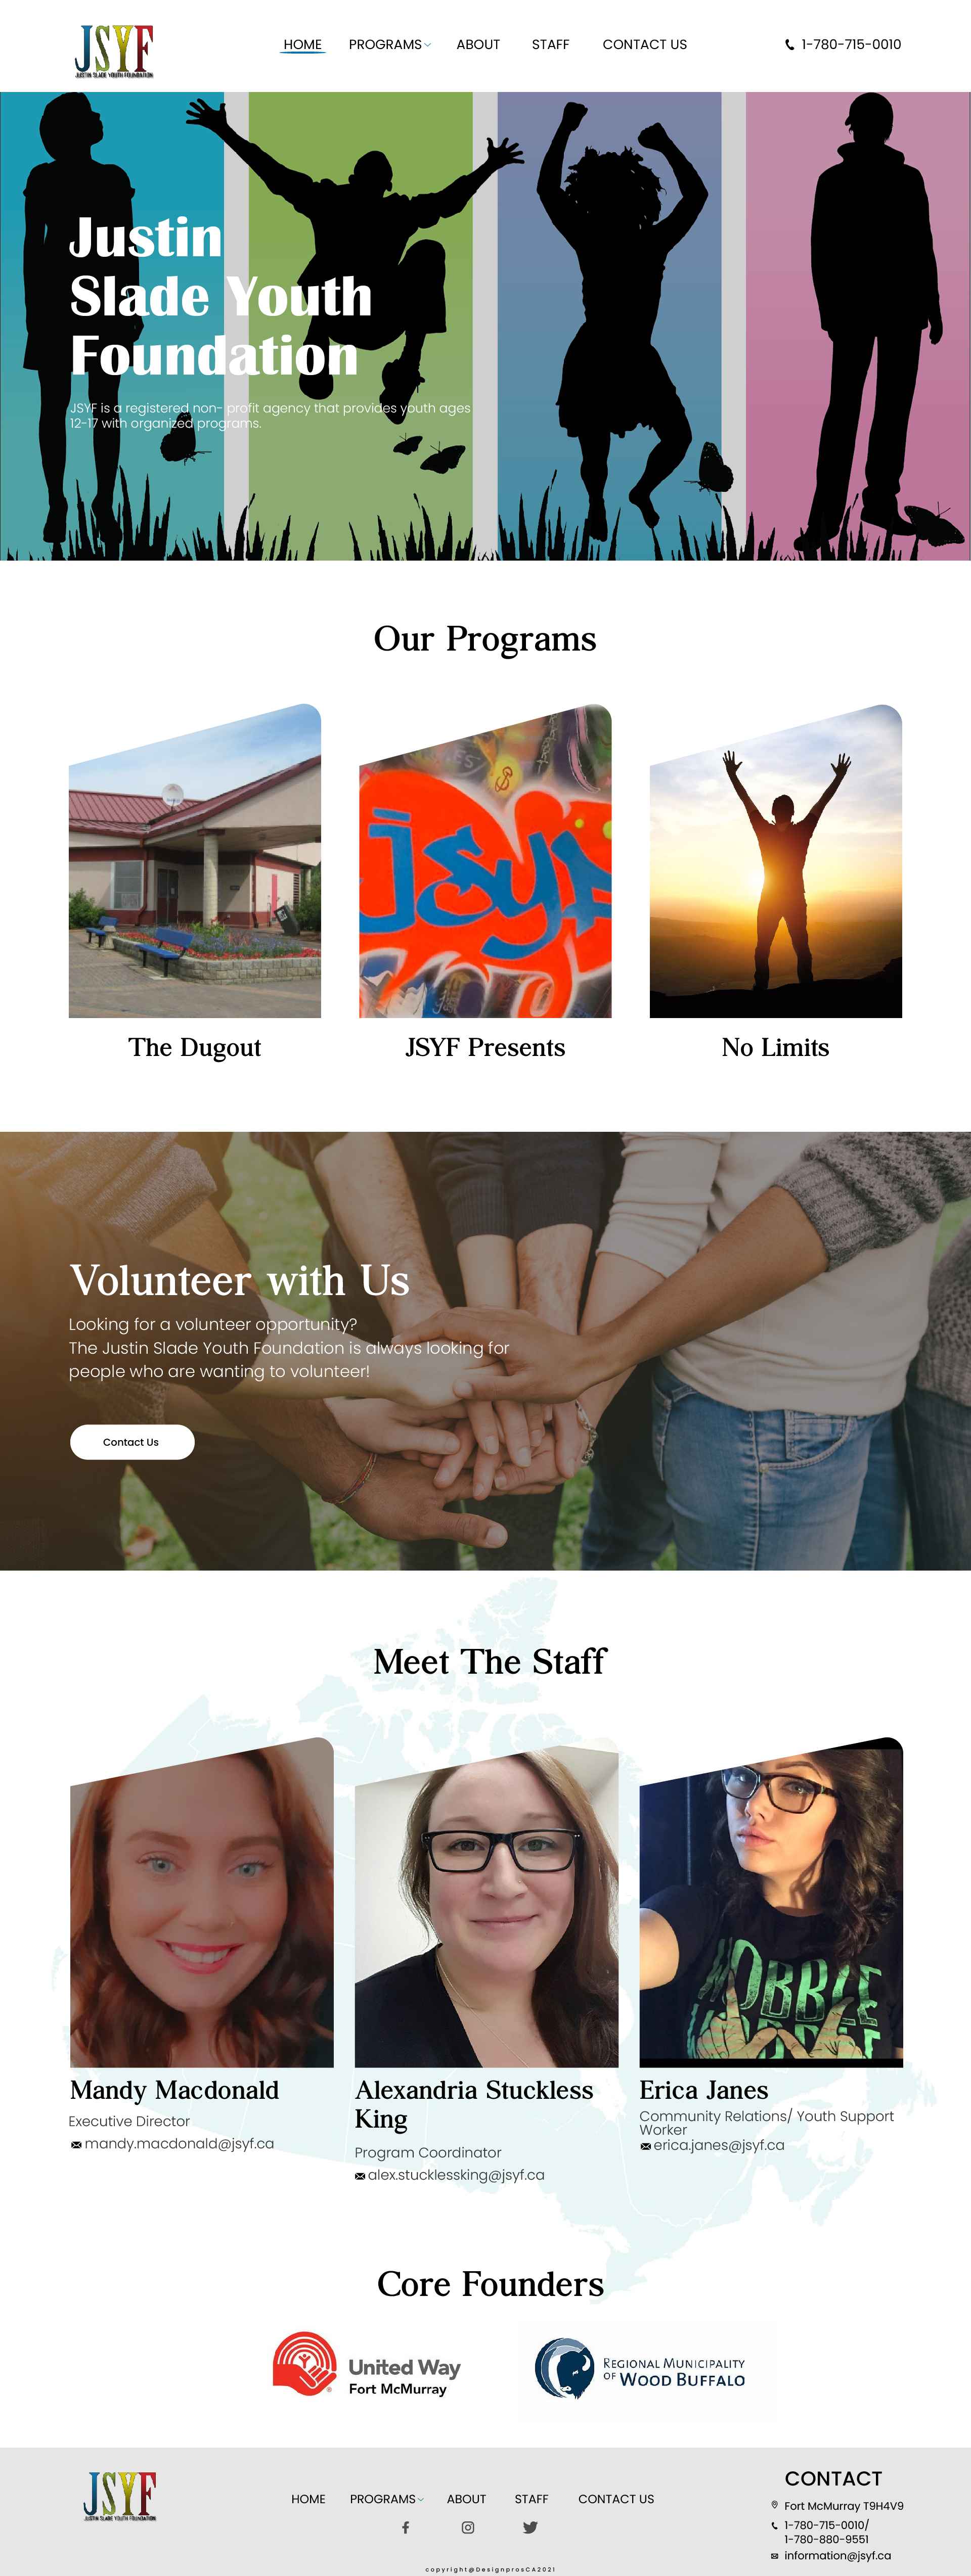 JSYF
JUSTIN SLADE YOUTH FOUNDATION
HOME PROGRAMS ABOUT STAFF CONTACT US
1-780-715-0010
Justin
Slade Youth
Foundation
JSYF is a registered non- profit agency that provides youth ages
12-17 with organized programs.
Our Programs
jsyf
The Dugout
JSYF Presents
No Limits
Volunteer with Us
Looking for a volunteer opportunity?
The Justin Slade Youth Foundation is always looking for
people who are wanting to volunteer!
Contact Us
Meet The Staff
Mandy Macdonald
Executive Director
mandy.macdonald@jsyf.ca
Alexandria Stuckless
King
Program Coordinator
alex.stucklessking@jsyf.ca
Erica Janes
Community Relations/ Youth Support
Worker
erica.janes@jsyf.ca
Core Founders
United Way
Fort McMurray
REGIONAL MUNICIPALITY
OF WOOD BUFFALO
JSYF
JUSTIN SLADE YOUTH FOUNDATION
HOME PROGRAMS ABOUT STAFF CONTACT US
CONTACT
Fort McMurray T9H4V9
1-780-715-0010/
1-780-880-9551
information@jsyf.ca
copyright@DesignprosCA2021